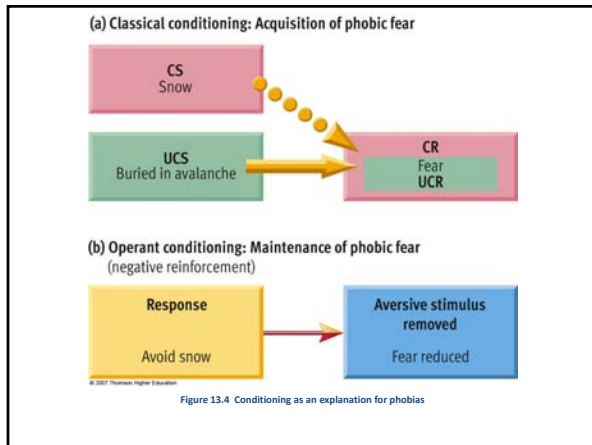 (a) Classical conditioning: Acquisition of phobic fear
CS
Snow
UCS
Buried in avalanche
CR
Fear
UCR
(b) Operant conditioning: Maintenance of phobic fear
(negative reinforcement)
Response
Avoid snow
Aversive stimulus
removed
Fear reduced
© 2007 Thomson Higher Education
Figure 13.4 Conditioning as an explanation for phobias